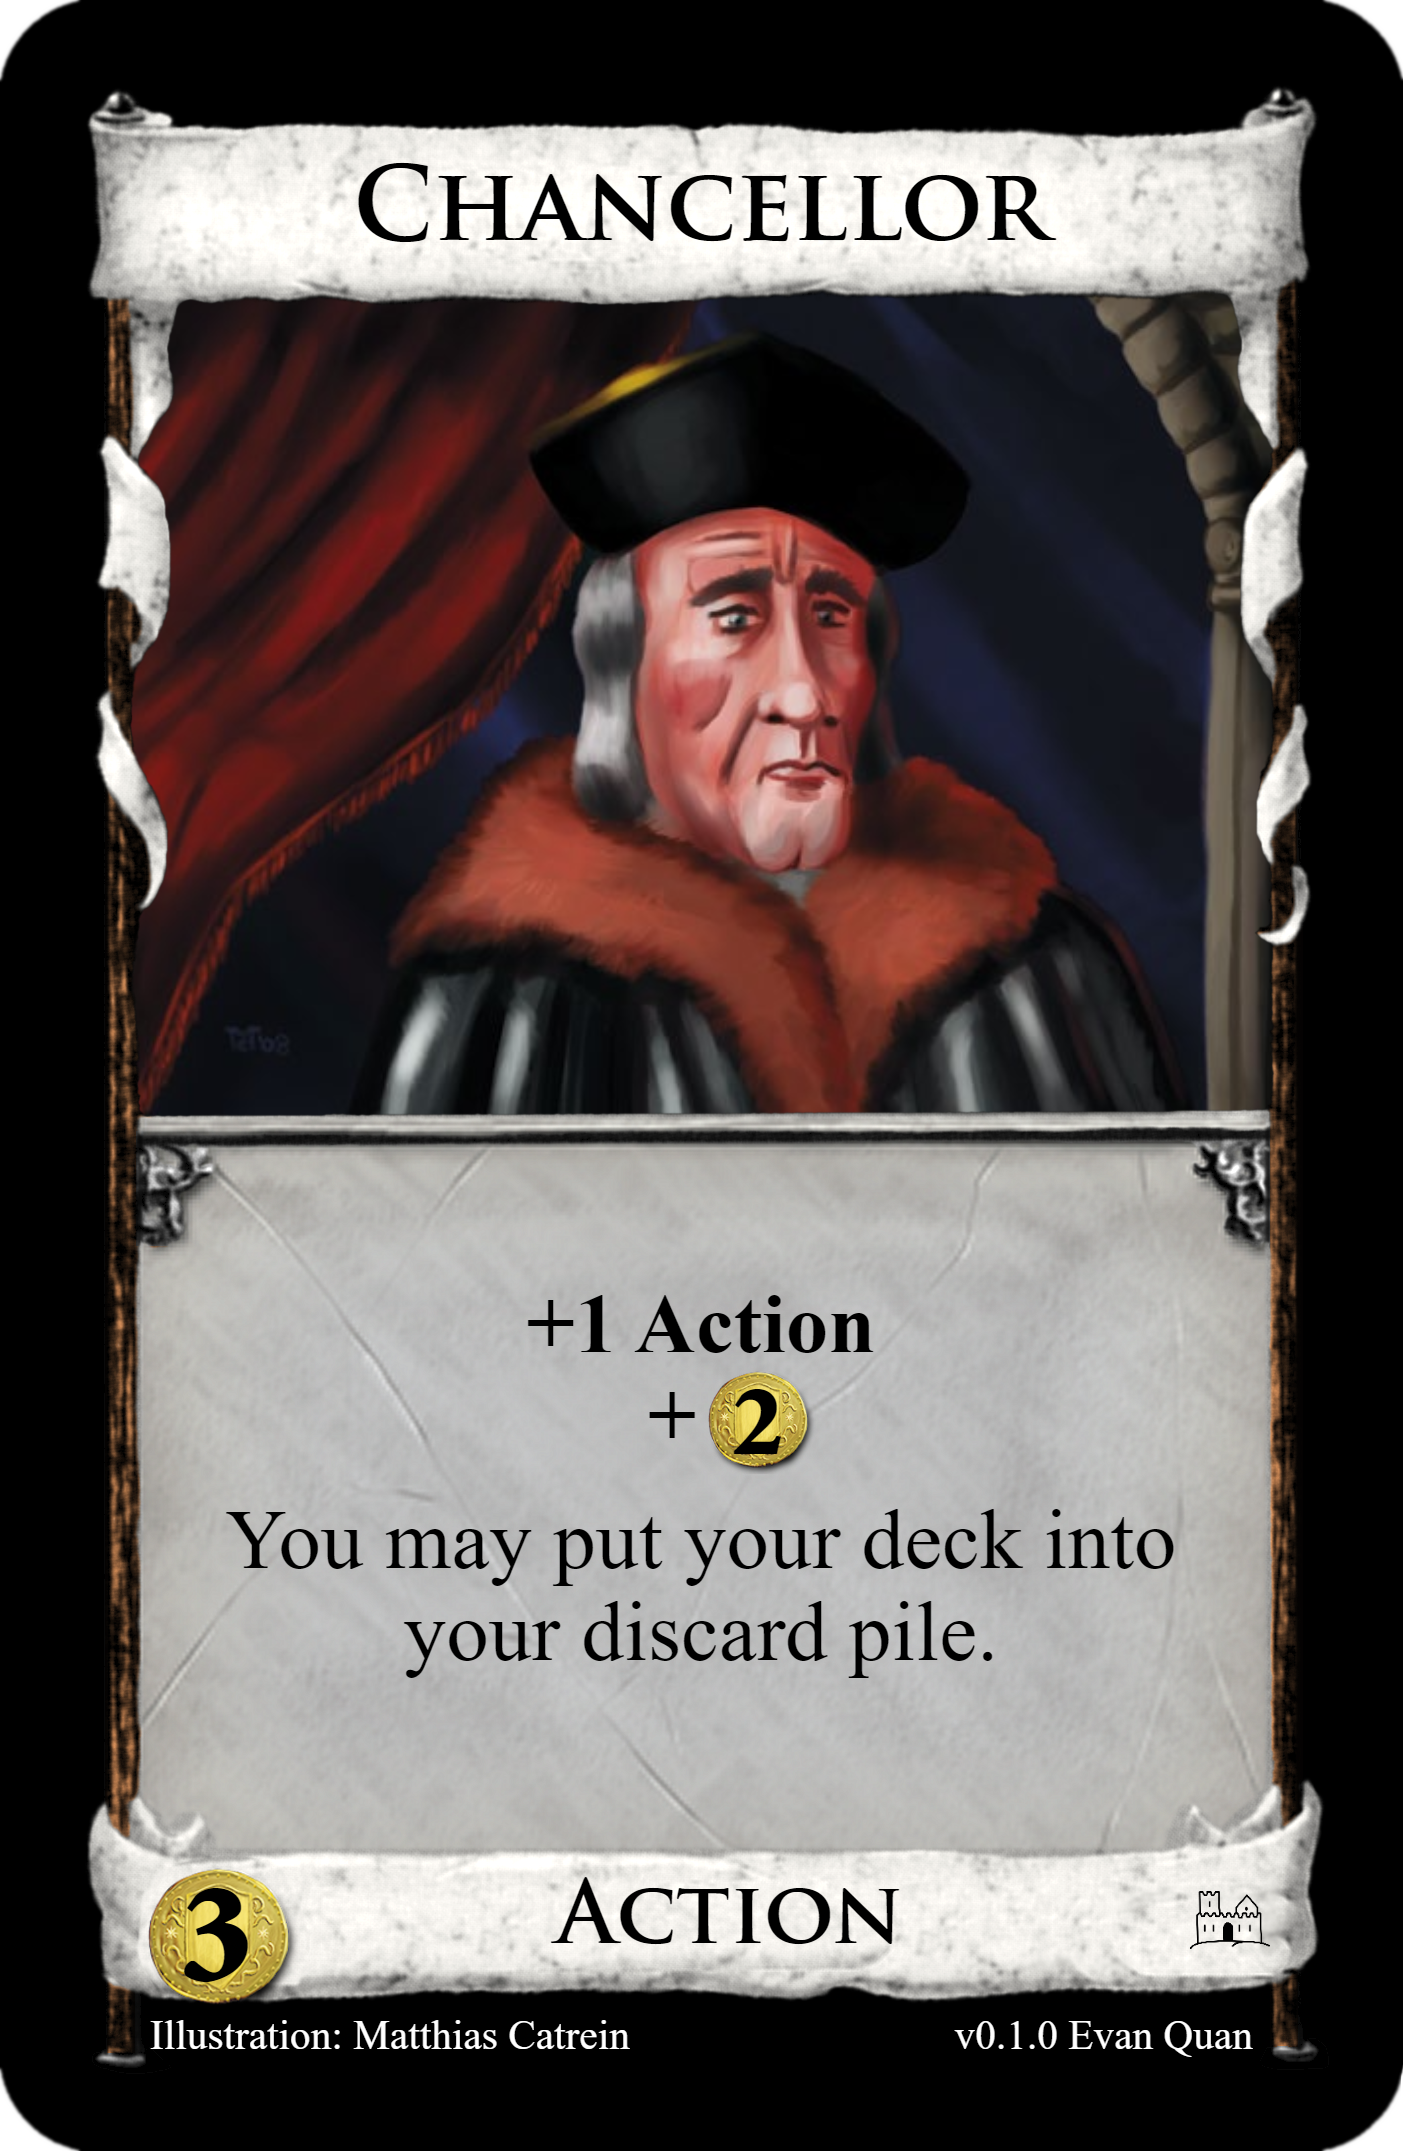 CHANCELLOR
+1 Action
+ 2
You may put your deck into
your discard pile.
3
ACTION
Illustration: Matthias Catrein
v0.1.0 Evan Quan